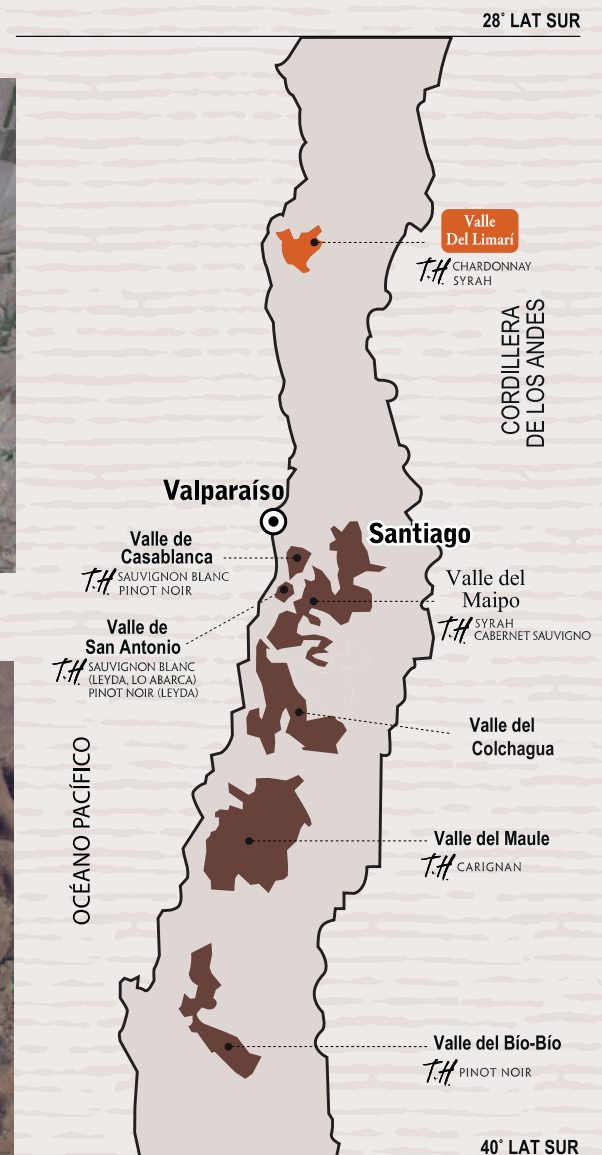 28° LAT SUR
Valle
Del Limarí
T.H. CHARDONNAY
SYRAH
CORDILLERA
DE LOS ANDES
Valparaíso
Santiago
Valle de
Casablanca
T.H. SAUVIGNON BLANC
PINOT NOIR
Valle del
Maipo
T.H. SYRAH
CABERNET SAUVIGNO
Valle de
San Antonio
T.H. SAUVIGNON BLANC
(LEYDA, LO ABARCA)
PINOT NOIR (LEYDA)
Valle del
Colchagua
OCÉANO PACÍFICO
Valle del Maule
T.H. CARIGNAN
Valle del Bío-Bío
T.H. PINOT NOIR
40° LAT SUR